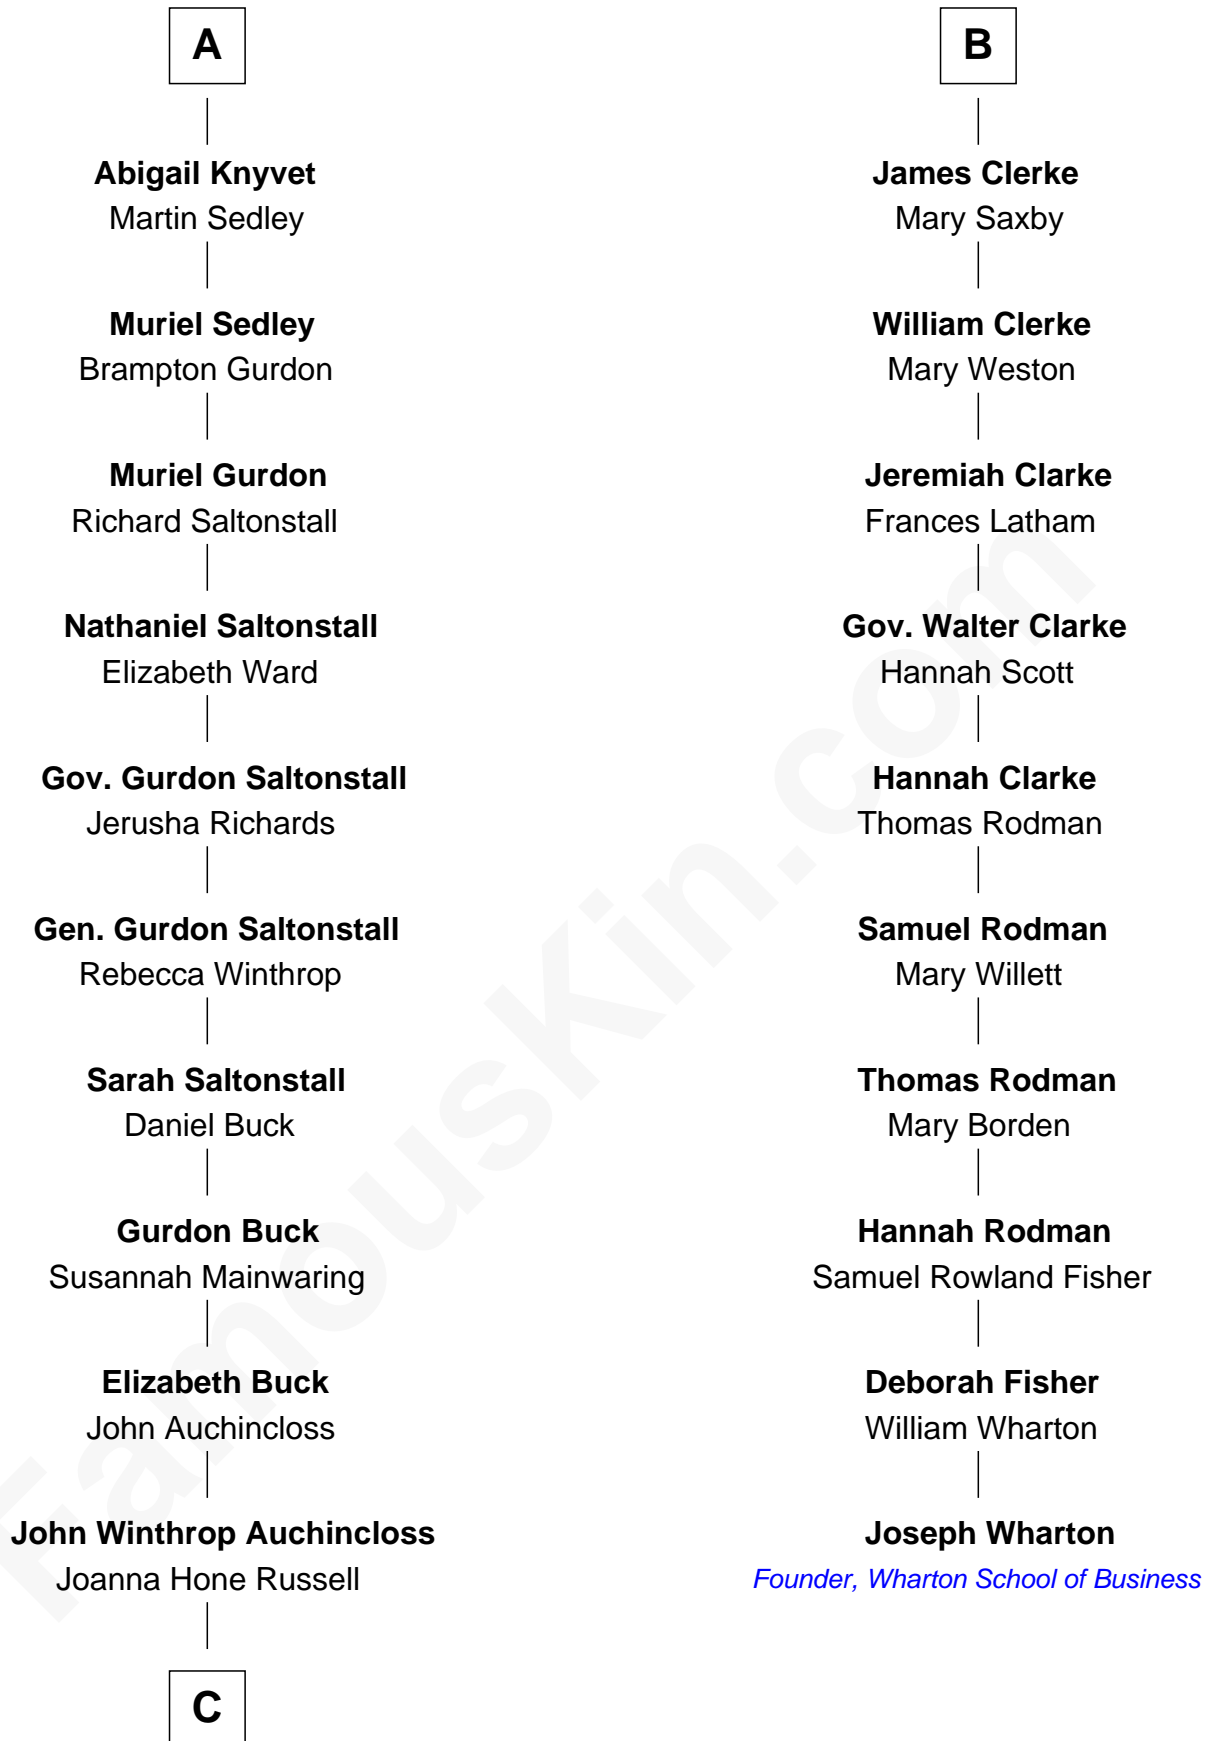 A
Abigail Knyvet
Martin Sedley
Muriel Sedley
Brampton Gurdon
Muriel Gurdon
Richard Saltonstall
Nathaniel Saltonstall
Elizabeth Ward
Gov. Gurdon Saltonstall
Jerusha Richards
Gen. Gurdon Saltonstall
Rebecca Winthrop
Sarah Saltonstall
Daniel Buck
Gurdon Buck
Susannah Mainwaring
Elizabeth Buck
John Auchincloss
John Winthrop Auchincloss
Joanna Hone Russell
C
B
James Clerke
Mary Saxby
William Clerke
Mary Weston
Jeremiah Clarke
Frances Latham
Gov. Walter Clarke
Hannah Scott
Hannah Clarke
Thomas Rodman
Samuel Rodman
Mary Willett
Thomas Rodman
Mary Borden
Hannah Rodman
Samuel Rowland Fisher
Deborah Fisher
William Wharton
Joseph Wharton
Founder, Wharton School of Business
FamousKin.com